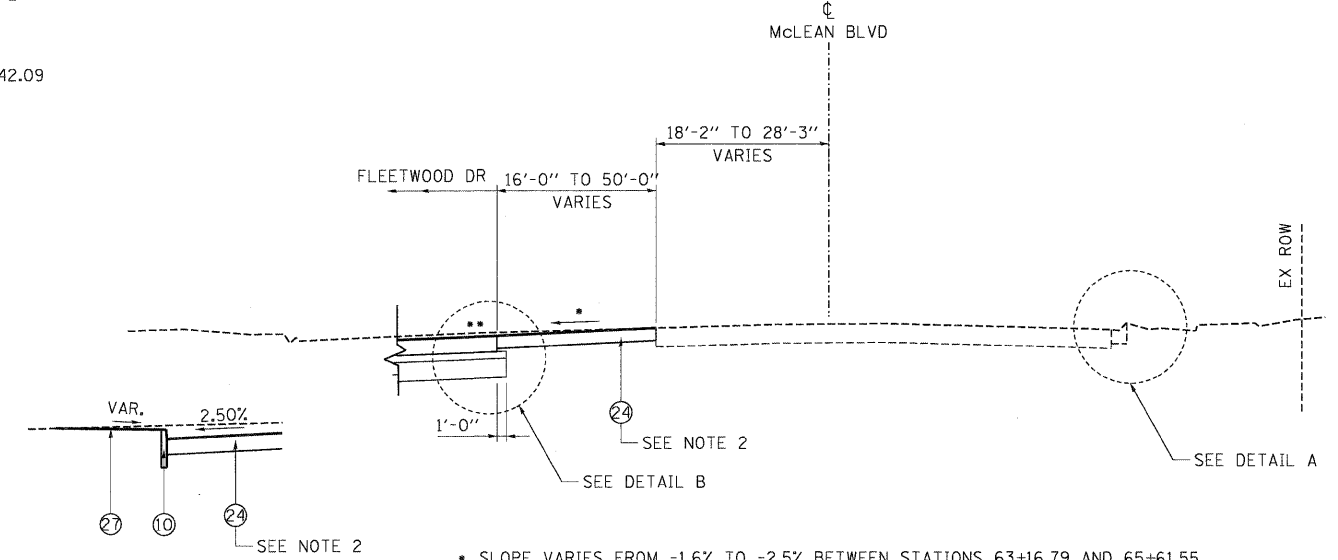 ℄
McLEAN BLVD
42.09
18'-2" TO 28'-3"
VARIES
FLEETWOOD DR
16'-0" TO 50'-0"
VARIES
EX ROW
**
*
VAR.
2.50%
1'-0"
24
SEE NOTE 2
SEE DETAIL B
SEE DETAIL A
27
10
24
SEE NOTE 2
* SLOPE VARIES FROM -1.6% TO -2.5% BETWEEN STATIONS 63+16.79 AND 65+61.55